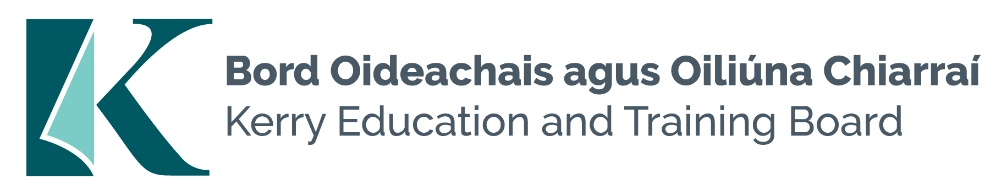 Bord Oideachais agus Oiliúna Chiarraí
Kerry Education and Training Board